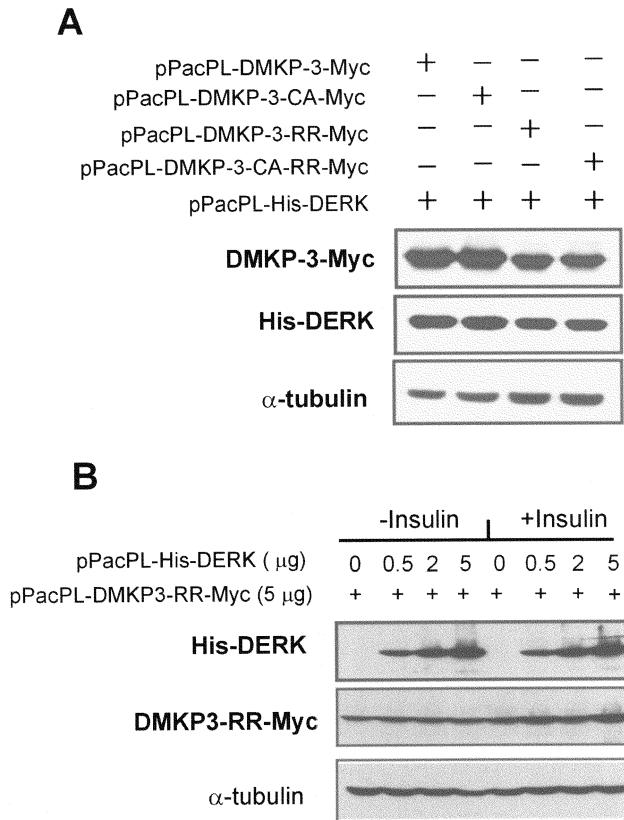 A
pPacPL-DMKP-3-Myc + – – –
pPacPL-DMKP-3-CA-Myc – + – –
pPacPL-DMKP-3-RR-Myc – – + –
pPacPL-DMKP-3-CA-RR-Myc – – – +
pPacPL-His-DERK + + + +
DMKP-3-Myc
His-DERK
α-tubulin
B
-Insulin +Insulin
pPacPL-His-DERK ( μg) 0 0.5 2 5 0 0.5 2 5
pPacPL-DMKP3-RR-Myc (5 μg) + + + + + + + +
His-DERK
DMKP3-RR-Myc
α-tubulin